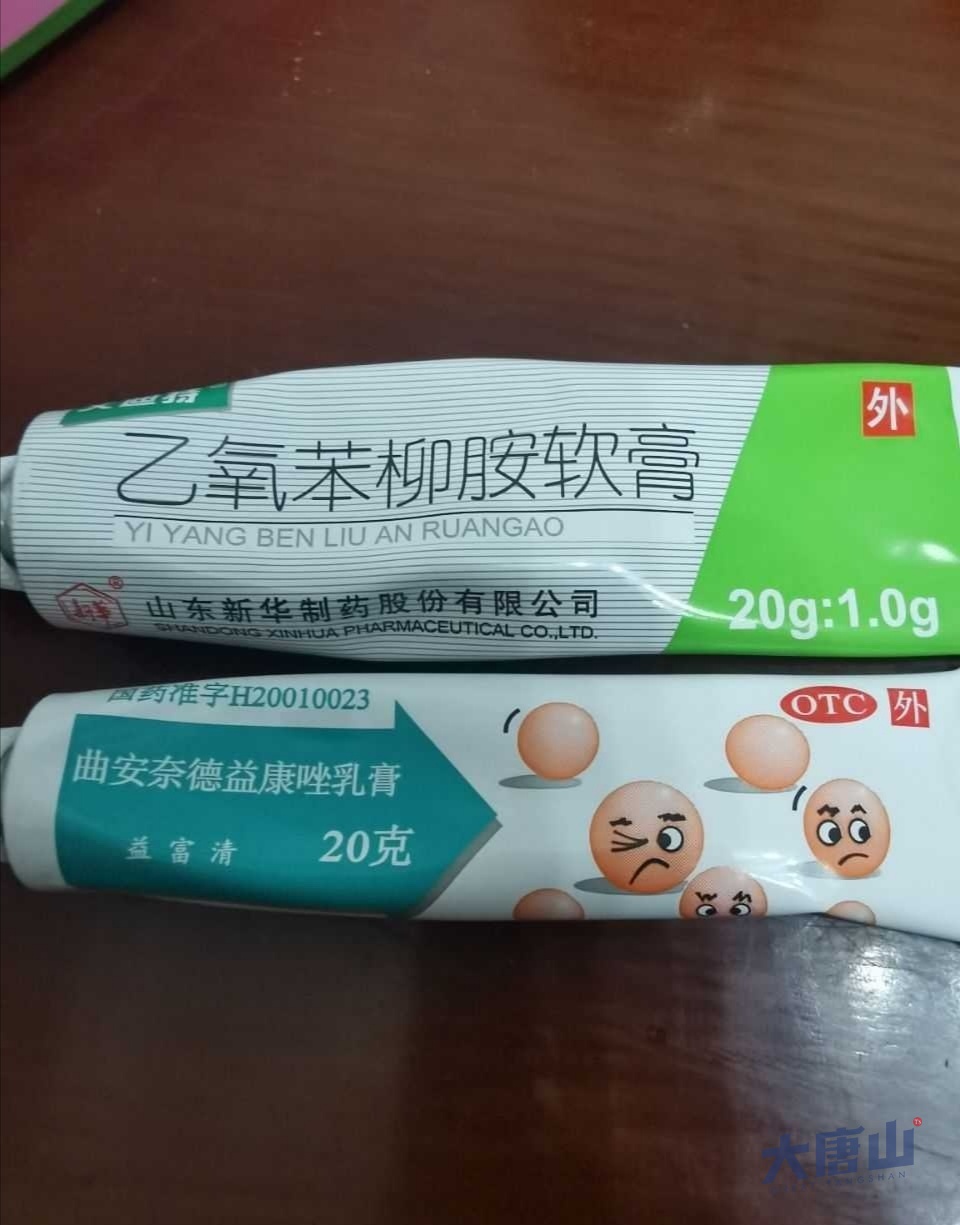 外
乙氧苯柳胺软膏
YI YANG BEN LIU AN RUANGAO
山东新华制药股份有限公司
SHANDONG XINHUA PHARMACEUTICAL CO.,LTD.
20g:1.0g
国药准字H20010023
OTC 外
曲安奈德益康唑乳膏
益富清 20克
大唐山